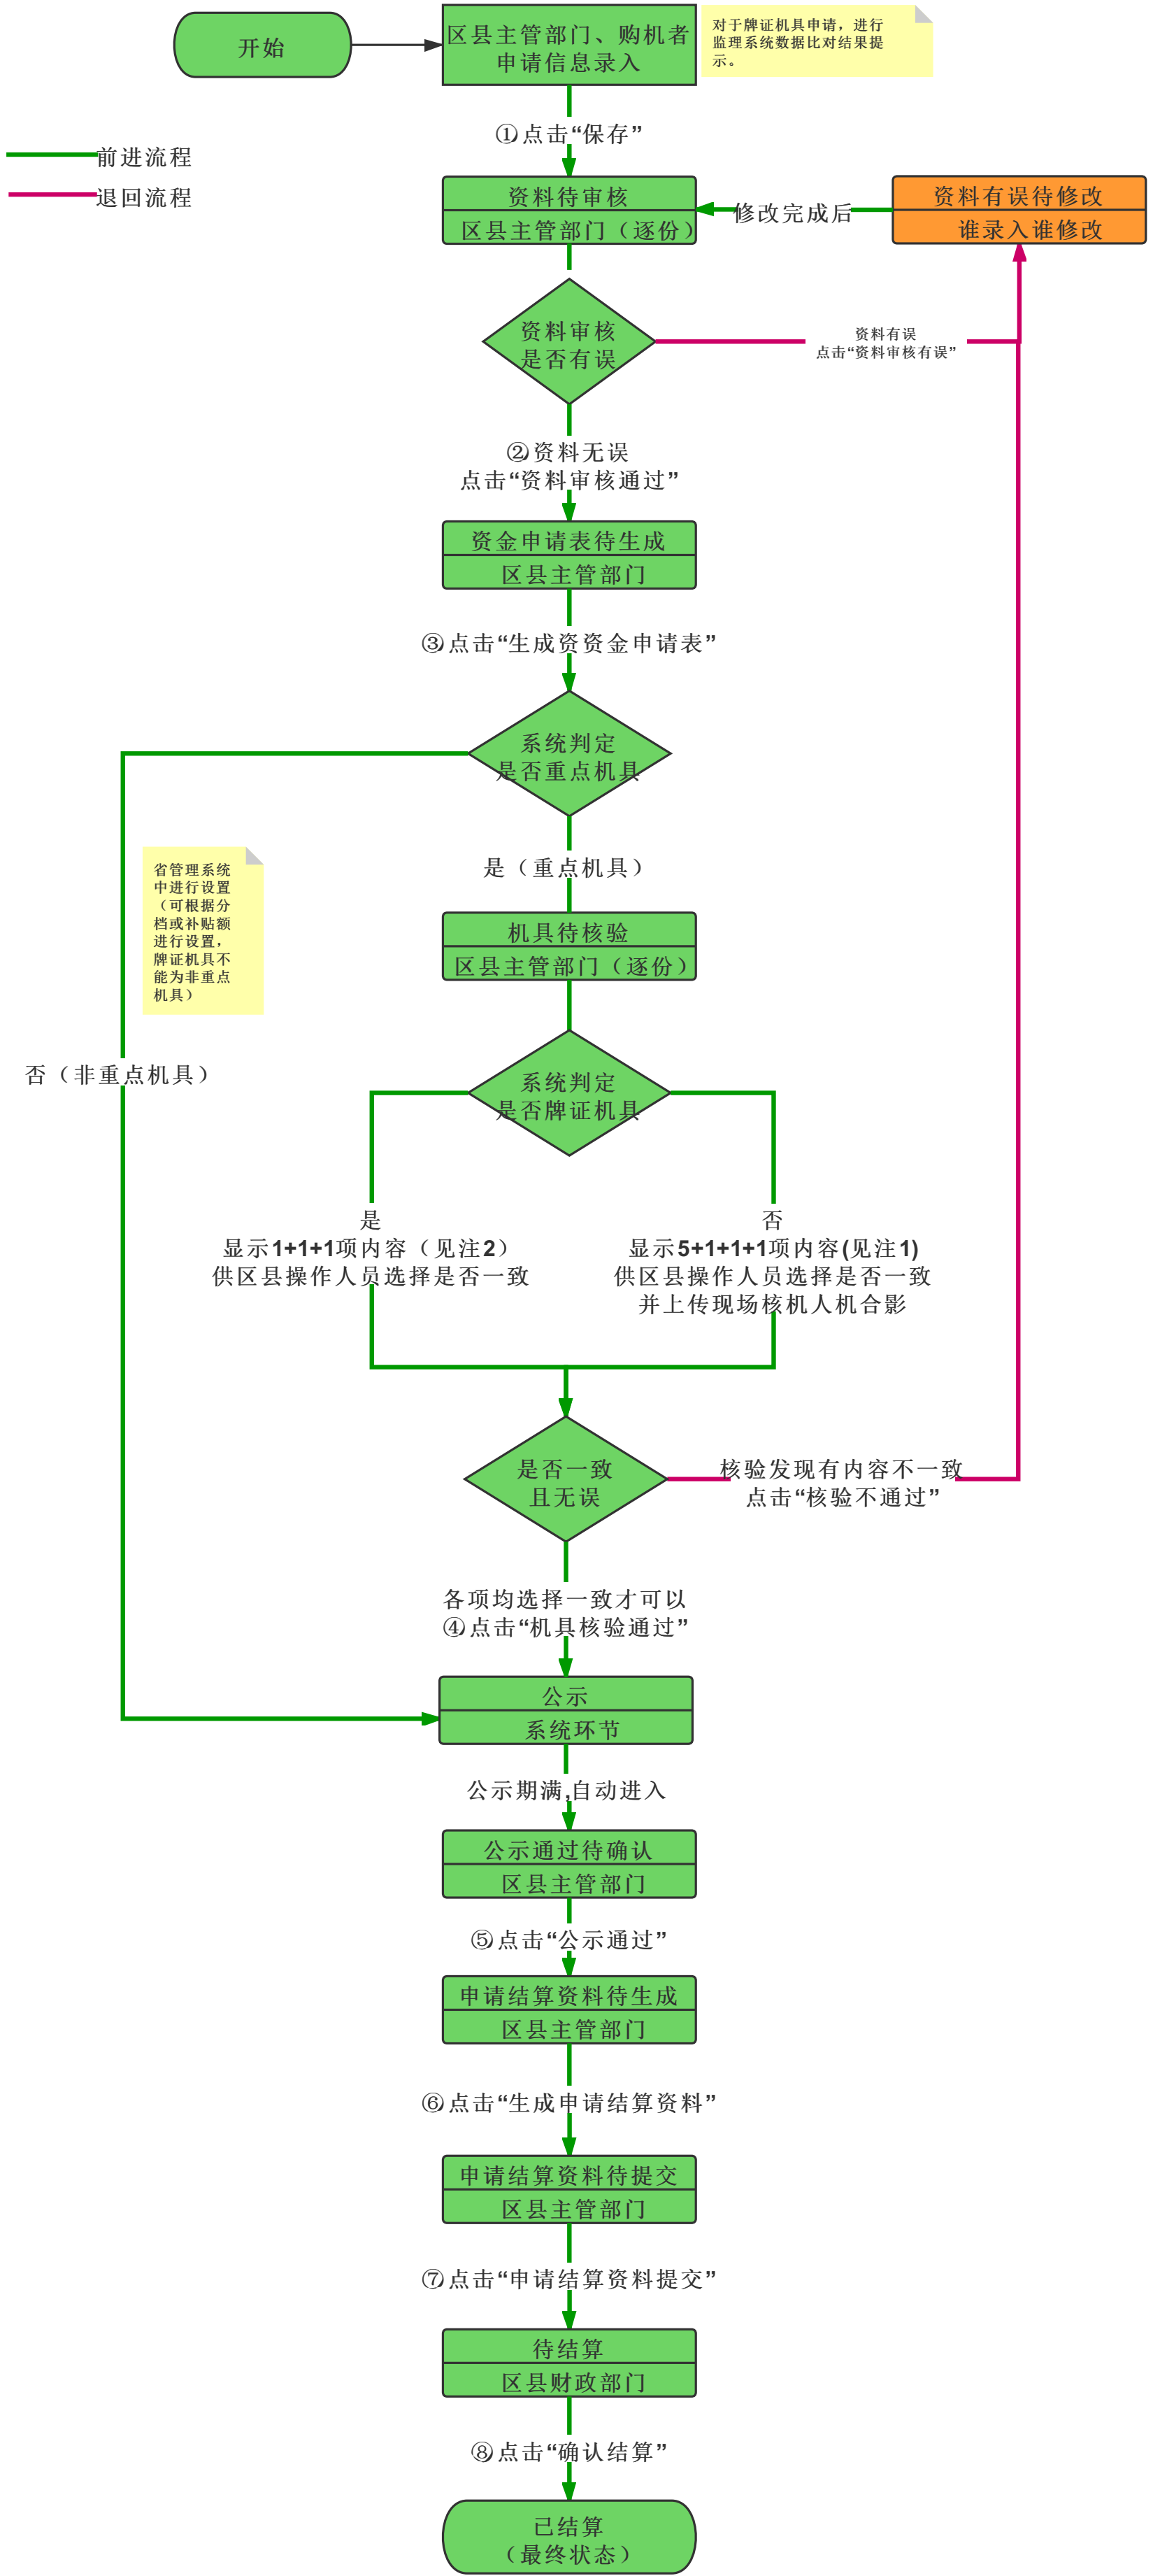 开始
区县主管部门、购机者
申请信息录入
对于牌证机具申请，进行
监理系统数据比对结果提
示。
①点击“保存”
前进流程
退回流程
资料待审核
区县主管部门（逐份）
修改完成后
资料有误待修改
谁录入谁修改
资料审核
是否有误
资料有误
点击“资料审核有误”
②资料无误
点击“资料审核通过”
资金申请表待生成
区县主管部门
③点击“生成资资金申请表”
系统判定
是否重点机具
是（重点机具）
省管理系统
中进行设置
（可根据分
档或补贴额
进行设置，
牌证机具不
能为非重点
机具）
机具待核验
区县主管部门（逐份）
否（非重点机具）
系统判定
是否牌证机具
是
显示1+1+1项内容（见注2）
供区县操作人员选择是否一致
否
显示5+1+1+1项内容(见注1)
供区县操作人员选择是否一致
并上传现场核机人机合影
是否一致
且无误
核验发现有内容不一致
点击“核验不通过”
各项均选择一致才可以
④点击“机具核验通过”
公示
系统环节
公示期满,自动进入
公示通过待确认
区县主管部门
⑤点击“公示通过”
申请结算资料待生成
区县主管部门
⑥点击“生成申请结算资料”
申请结算资料待提交
区县主管部门
⑦点击“申请结算资料提交”
待结算
区县财政部门
⑧点击“确认结算”
已结算
（最终状态）